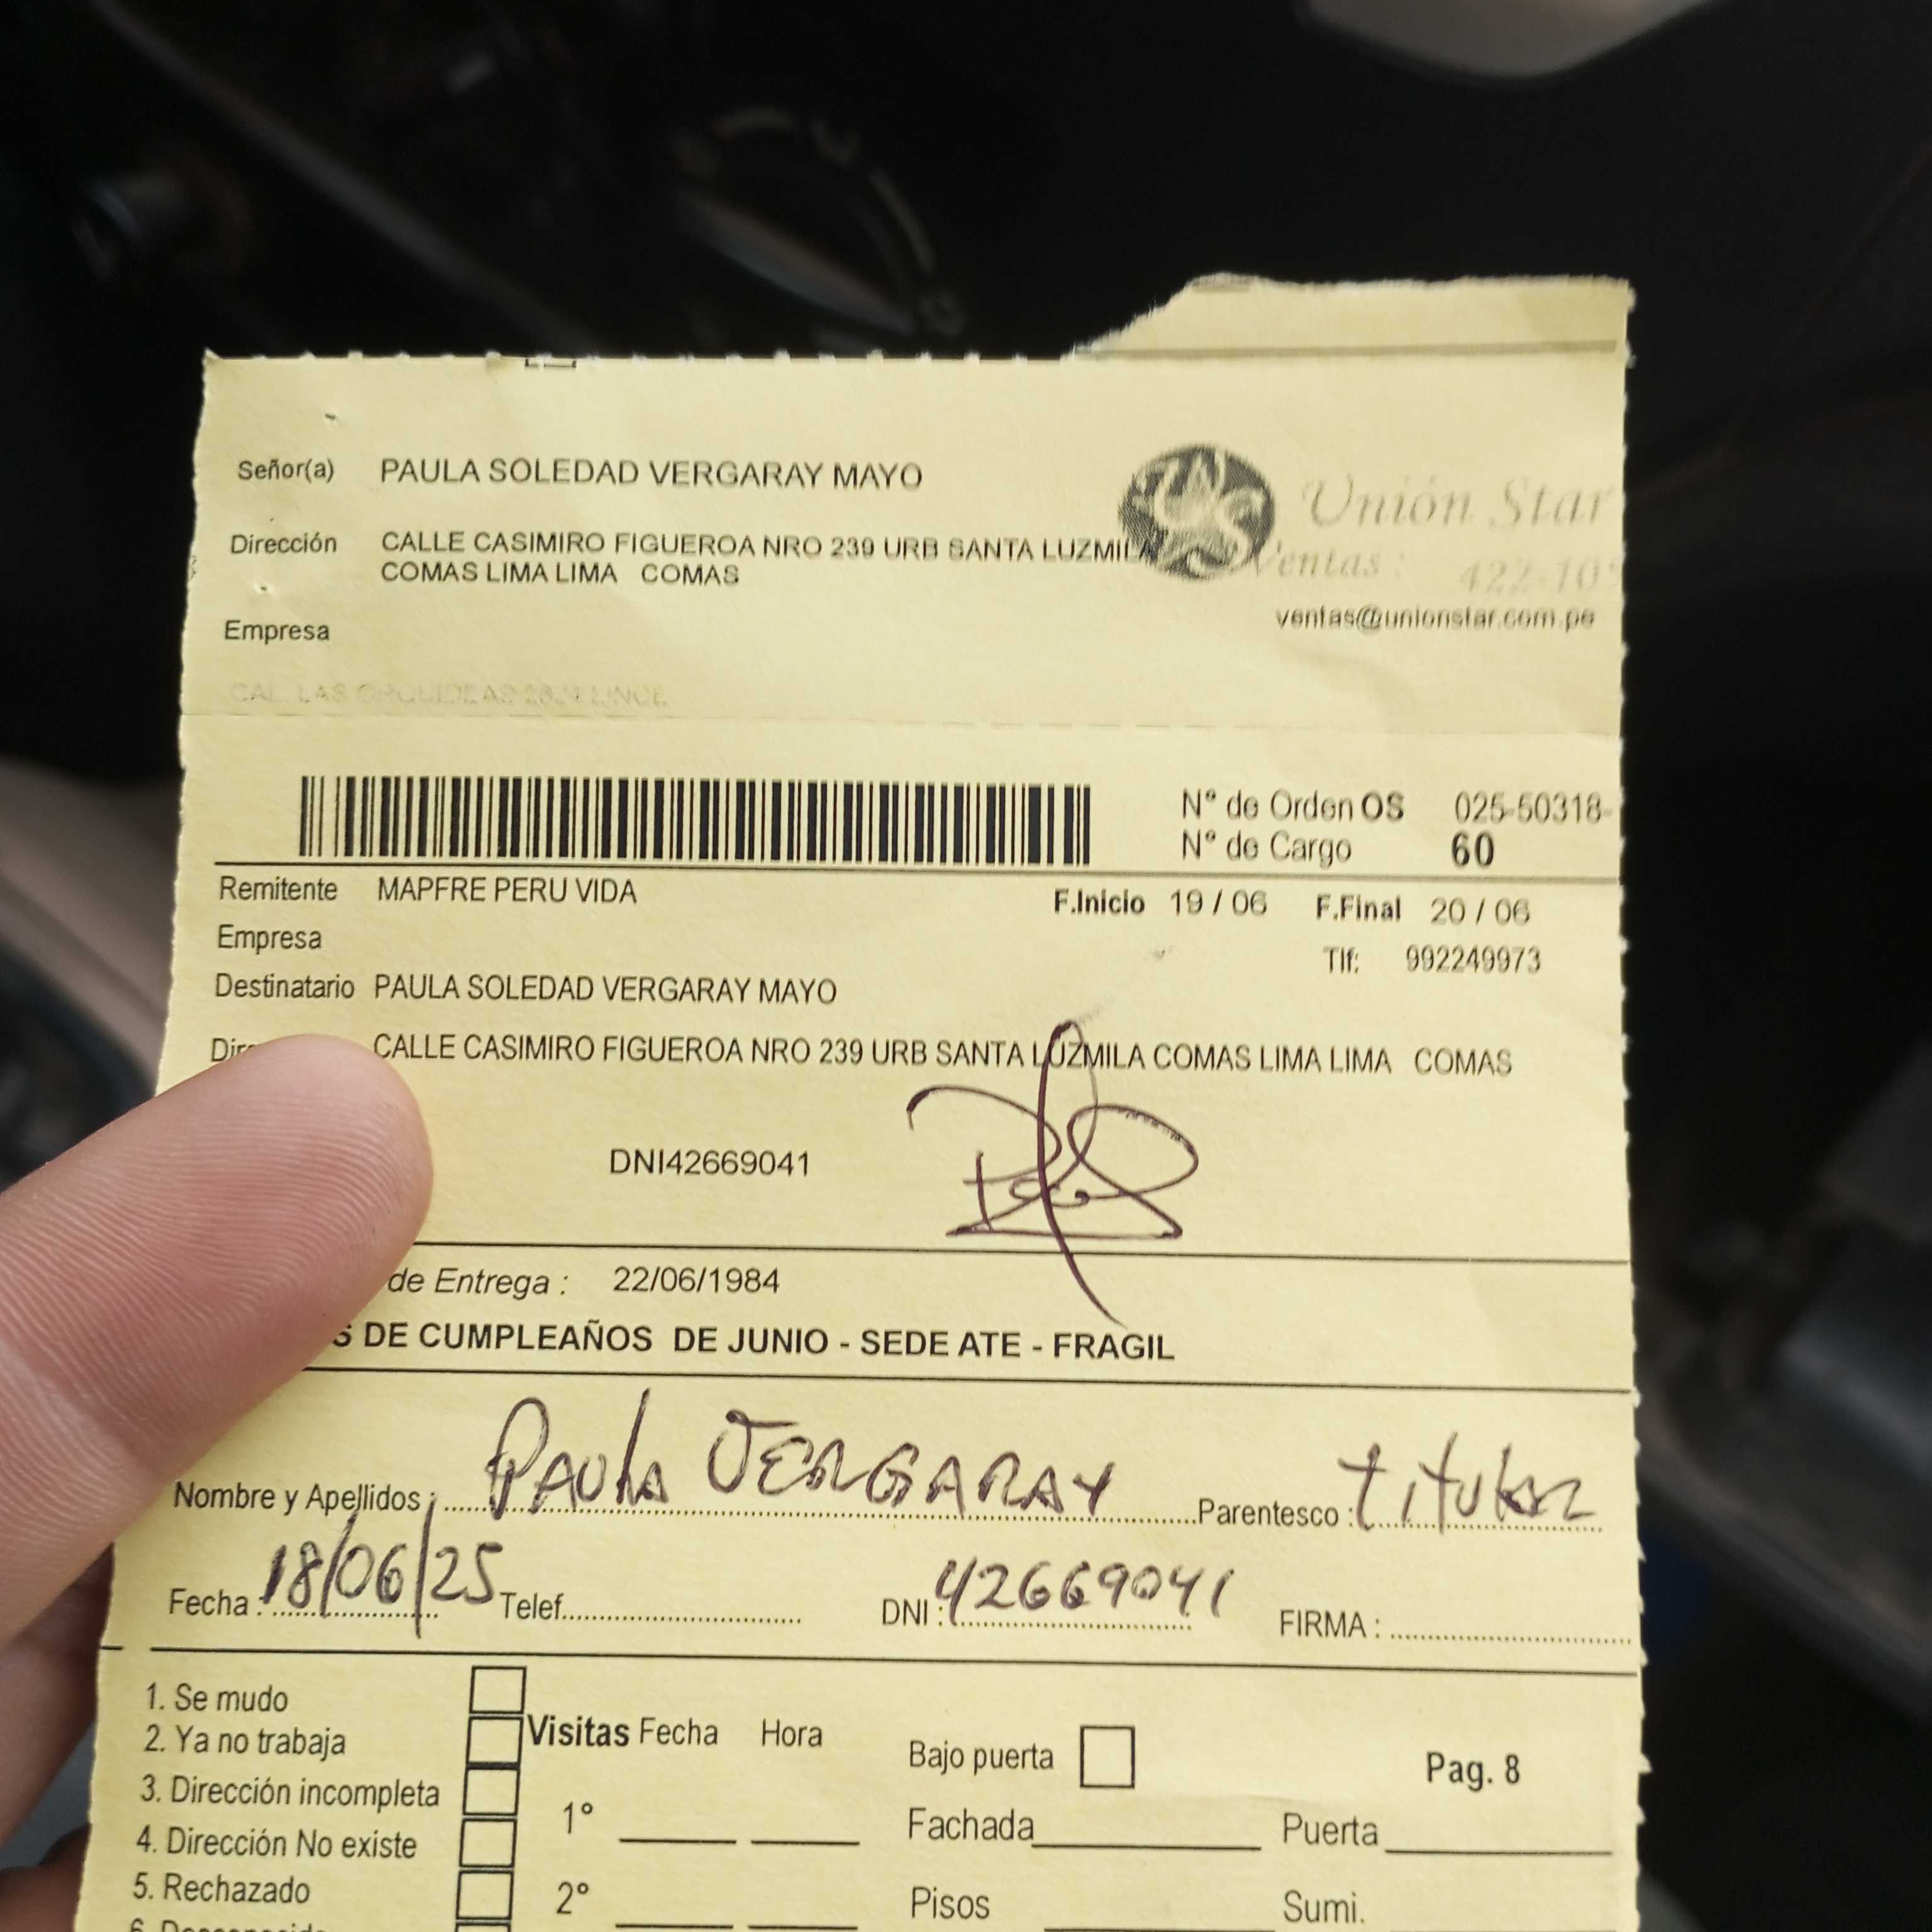 Señor(a) PAULA SOLEDAD VERGARAY MAYO
Unión Star
Dirección CALLE CASIMIRO FIGUEROA NRO 239 URB SANTA LUZMILA
COMAS LIMA LIMA COMAS
Ventas: 422-10
ventas@unionstar.com.pe
Empresa
CAL. LAS ORQUIDEAS LINCE
N° de Orden OS 025-50318-
N° de Cargo 60
Remitente MAPFRE PERU VIDA F.Inicio 19 / 06 F.Final 20 / 06
Empresa
Tlf: 992249973
Destinatario PAULA SOLEDAD VERGARAY MAYO
CALLE CASIMIRO FIGUEROA NRO 239 URB SANTA LUZMILA COMAS LIMA LIMA COMAS
DNI42669041
de Entrega : 22/06/1984
S DE CUMPLEAÑOS DE JUNIO - SEDE ATE - FRAGIL
Nombre y Apellidos : PAULA VERGARAY Parentesco : titular
Fecha : 18/06/25 Telef. DNI : 42669041 FIRMA :
1. Se mudo
2. Ya no trabaja
Visitas Fecha Hora
Bajo puerta
Pag. 8
3. Dirección incompleta
1°
Fachada
Puerta
4. Dirección No existe
5. Rechazado
2°
Pisos
Sumi.